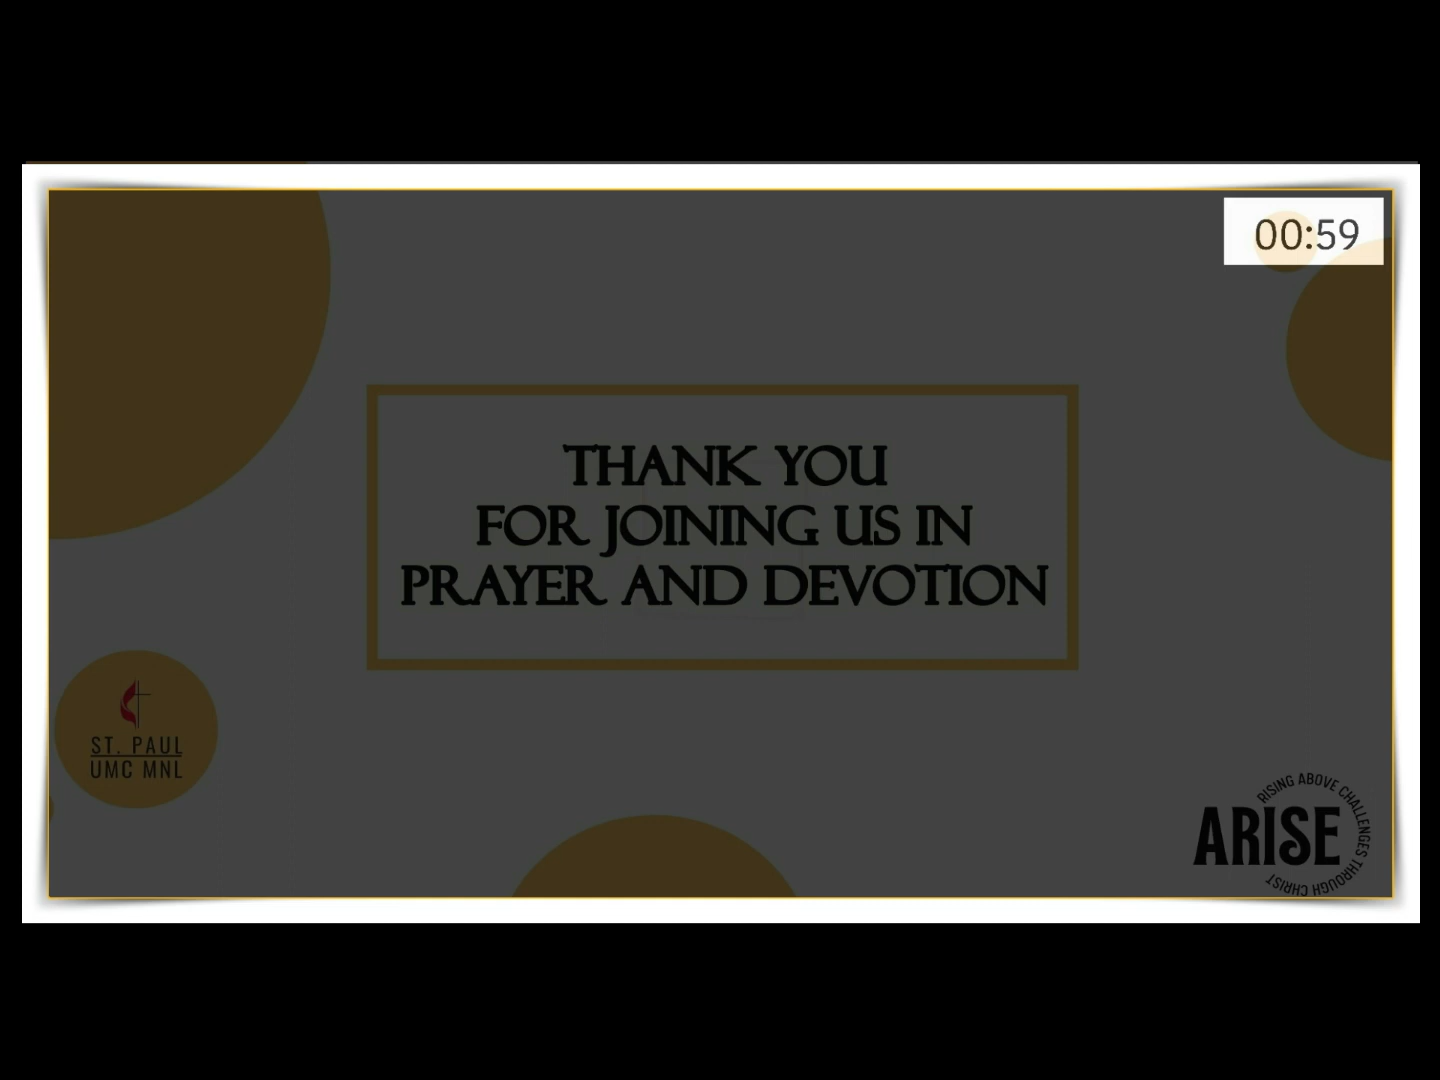 00:59
THANK YOU
FOR JOINING US IN
PRAYER AND DEVOTION
ST. PAUL
UMC MNL
ARISE
RISING ABOVE CHALLENGES THROUGH CHRIST